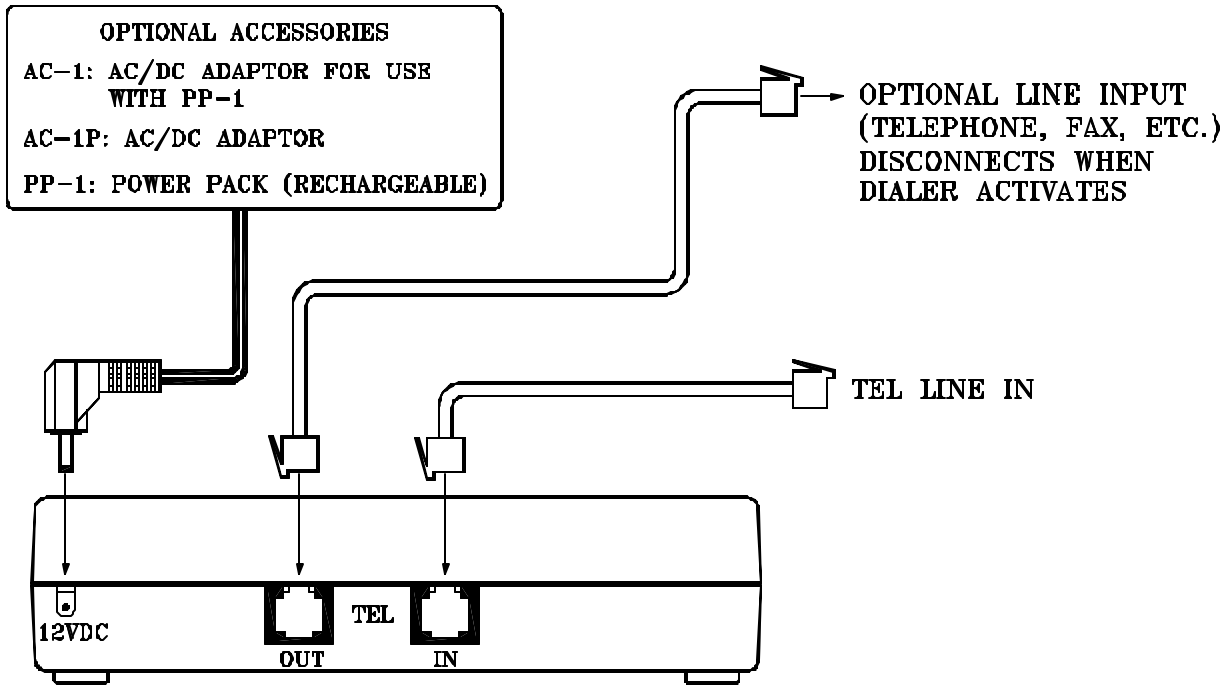 OPTIONAL ACCESSORIES
AC-1: AC/DC ADAPTOR FOR USE
WITH PP-1
AC-1P: AC/DC ADAPTOR
PP-1: POWER PACK (RECHARGEABLE)
OPTIONAL LINE INPUT
(TELEPHONE, FAX, ETC.)
DISCONNECTS WHEN
DIALER ACTIVATES
TEL LINE IN
12VDC
TEL
OUT
IN